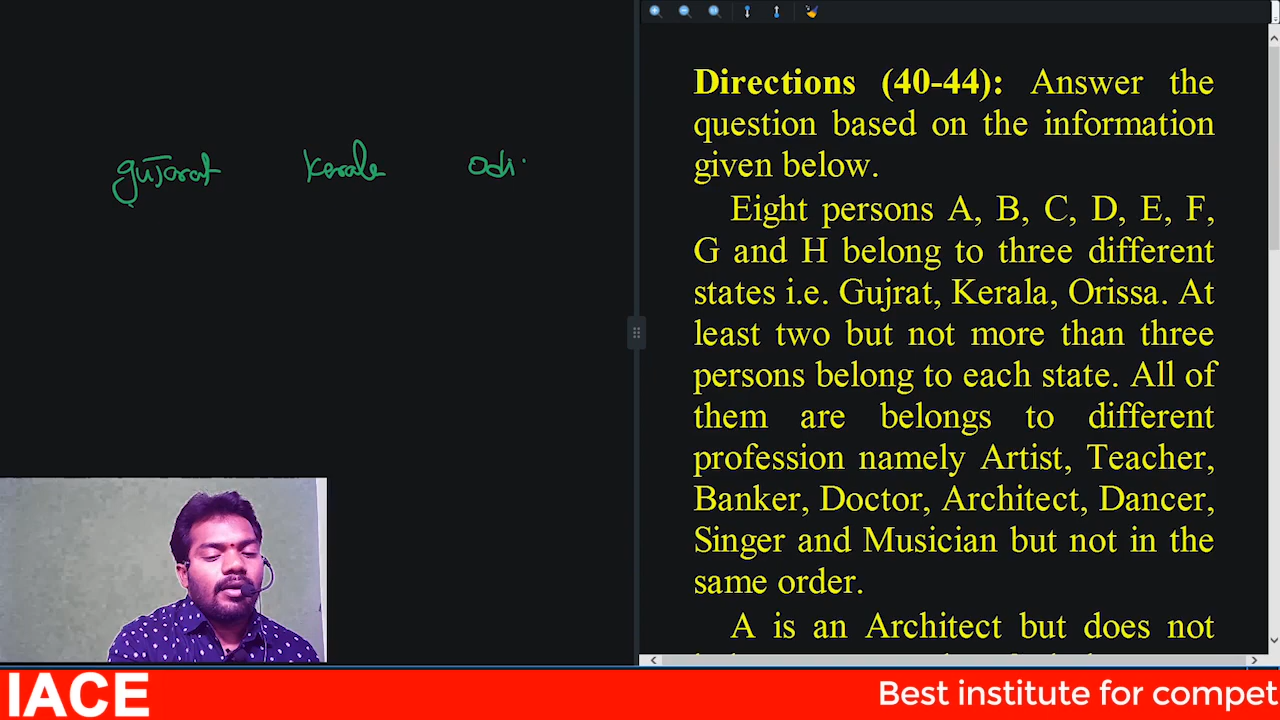 gujarat kerale odi
Directions (40-44): Answer the
question based on the information
given below.
Eight persons A, B, C, D, E, F,
G and H belong to three different
states i.e. Gujrat, Kerala, Orissa. At
least two but not more than three
persons belong to each state. All of
them are belongs to different
profession namely Artist, Teacher,
Banker, Doctor, Architect, Dancer,
Singer and Musician but not in the
same order.
A is an Architect but does not
IACE
Best institute for compet